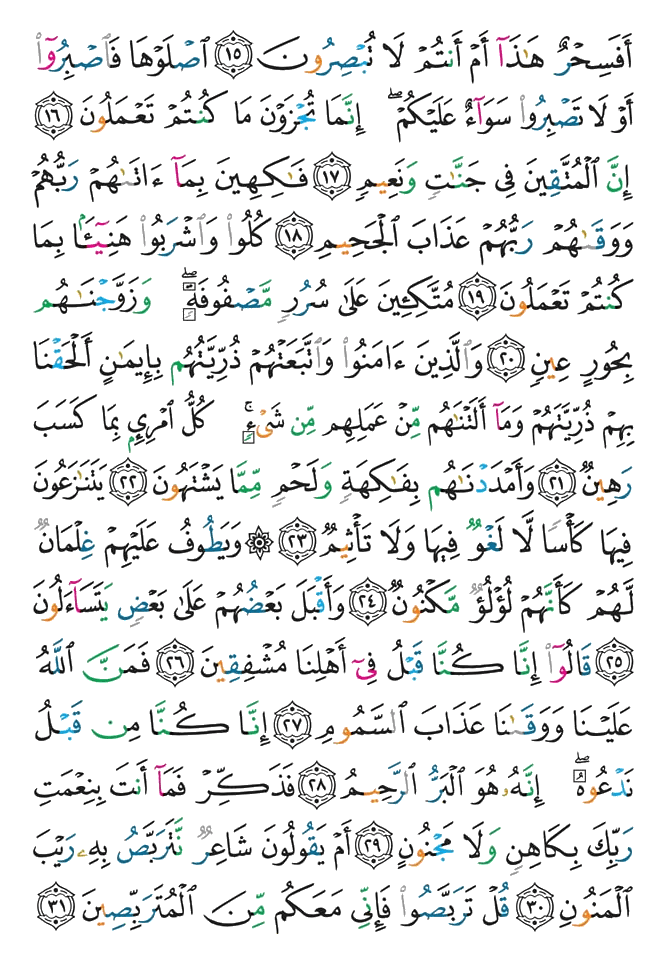 أَفَسِحْرٌ هَٰذَآ أَمْ أَنتُمْ لَا تُبْصِرُونَ ١٥ ٱصْلَوْهَا فَٱصْبِرُوٓا۟
أَوْ لَا تَصْبِرُوا۟ سَوَآءٌ عَلَيْكُمْ ۖ إِنَّمَا تُجْزَوْنَ مَا كُنتُمْ تَعْمَلُونَ ١٦
إِنَّ ٱلْمُتَّقِينَ فِى جَنَّٰتٍ وَنَعِيمٍ ١٧ فَٰكِهِينَ بِمَآ ءَاتَىٰهُمْ رَبُّهُمْ
وَوَقَىٰهُمْ رَبُّهُمْ عَذَابَ ٱلْجَحِيمِ ١٨ كُلُوا۟ وَٱشْرَبُوا۟ هَنِيٓـًٔۢا بِمَا
كُنتُمْ تَعْمَلُونَ ١٩ مُتَّكِـِٔينَ عَلَىٰ سُرُرٍ مَّصْفُوفَةٍ ۖ وَزَوَّجْنَٰهُم
بِحُورٍ عِينٍ ٢٠ وَٱلَّذِينَ ءَامَنُوا۟ وَٱتَّبَعَتْهُمْ ذُرِّيَّتُهُم بِإِيمَٰنٍ أَلْحَقْنَا
بِهِمْ ذُرِّيَّتَهُمْ وَمَآ أَلَتْنَٰهُم مِّنْ عَمَلِهِم مِّن شَىْءٍ ۚ كُلُّ ٱمْرِئٍۭ بِمَا كَسَبَ
رَهِينٌ ٢١ وَأَمْدَدْنَٰهُم بِفَٰكِهَةٍ وَلَحْمٍ مِّمَّا يَشْتَهُونَ ٢٢ يَتَنَٰزَعُونَ
فِيهَا كَأْسًا لَّا لَغْوٌ فِيهَا وَلَا تَأْثِيمٌ ٢٣ ۞ وَيَطُوفُ عَلَيْهِمْ غِلْمَانٌ
لَّهُمْ كَأَنَّهُمْ لُؤْلُؤٌ مَّكْنُونٌ ٢٤ وَأَقْبَلَ بَعْضُهُمْ عَلَىٰ بَعْضٍ يَتَسَآءَلُونَ
٢٥ قَالُوٓا۟ إِنَّا كُنَّا قَبْلُ فِىٓ أَهْلِنَا مُشْفِقِينَ ٢٦ فَمَنَّ ٱللَّهُ
عَلَيْنَا وَوَقَىٰنَا عَذَابَ ٱلسَّمُومِ ٢٧ إِنَّا كُنَّا مِن قَبْلُ
نَدْعُوهُ ۖ إِنَّهُۥ هُوَ ٱلْبَرُّ ٱلرَّحِيمُ ٢٨ فَذَكِّرْ فَمَآ أَنتَ بِنِعْمَتِ
رَبِّكَ بِكَاهِنٍ وَلَا مَجْنُونٍ ٢٩ أَمْ يَقُولُونَ شَاعِرٌ نَّتَرَبَّصُ بِهِۦ رَيْبَ
ٱلْمَنُونِ ٣٠ قُلْ تَرَبَّصُوا۟ فَإِنِّى مَعَكُم مِّنَ ٱلْمُتَرَبِّصِينَ ٣١